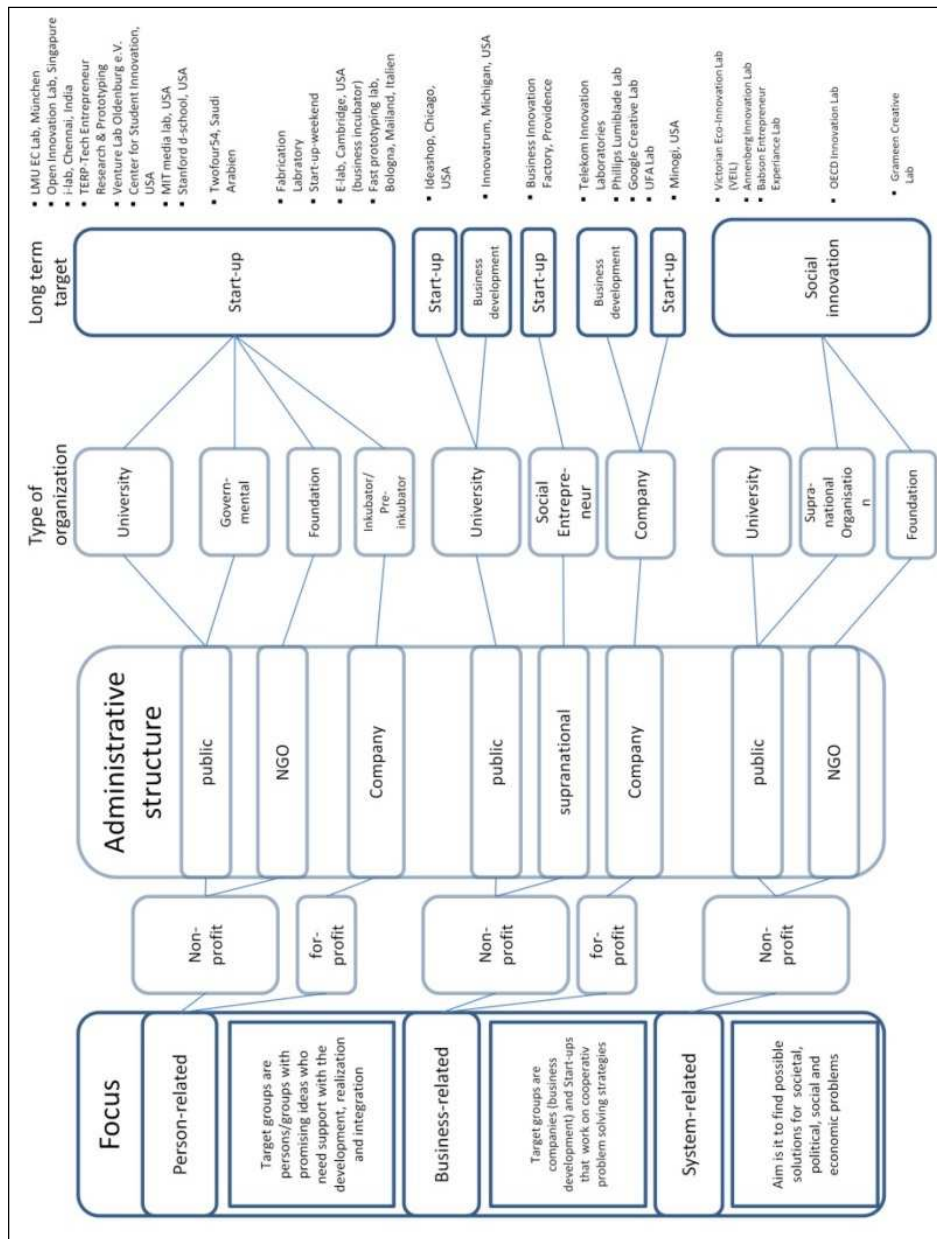 Focus
Person-related
Target groups are
persons/groups with
promising ideas who
need support with the
development, realization
and integration
Business-related
Target groups are
companies (business
development) and Start-ups
that work on cooperativ
problem solving strategies
System-related
Aim is it to find possible
solutions for societal,
political, social and
economic problems
Non-
profit
for-
profit
Non-
profit
for-
profit
Non-
profit
Administrative
structure
public
NGO
Company
public
supranational
Company
public
NGO
Type of
organization
University
Govern-
mental
Foundation
Inkubator/
Pre-
inkubator
University
Social
Entrepre-
neur
Company
University
Supra-
national
Organisatio
n
Foundation
Long term
target
Start-up
Start-up
Business
development
Start-up
Business
development
Start-up
Social
innovation
▪ LMU EC Lab, München
▪ Open Innovation Lab, Singapure
▪ i-lab, Chennai, India
▪ TERP-Tech Entrepreneur
Research & Prototyping
▪ Venture Lab Oldenburg e.V.
▪ Center for Student Innovation,
USA
▪ MIT media lab, USA
▪ Stanford d-school, USA
▪ Twofour54, Saudi
Arabien
▪ Fabrication
Labratory
▪ Start-up-weekend
▪ E-lab, Cambridge, USA
(business incubator)
▪ Fast prototyping lab,
Bologna, Mailand, Italien
▪ Ideashop, Chicago,
USA
▪ Innovatrum, Michigan, USA
▪ Business Innovation
Factory, Providence
▪ Telekom Innovation
Laboratories
▪ Phillips Lumiblade Lab
▪ Google Creative Lab
▪ UFA Lab
▪ Minogi, USA
▪ Victorian Eco-Innovation Lab
(VEIL)
▪ Annenberg Innovation Lab
▪ Babson Entrepreneur
Experiance Lab
▪ OECD Innovation Lab
▪ Grameen Creative
Lab